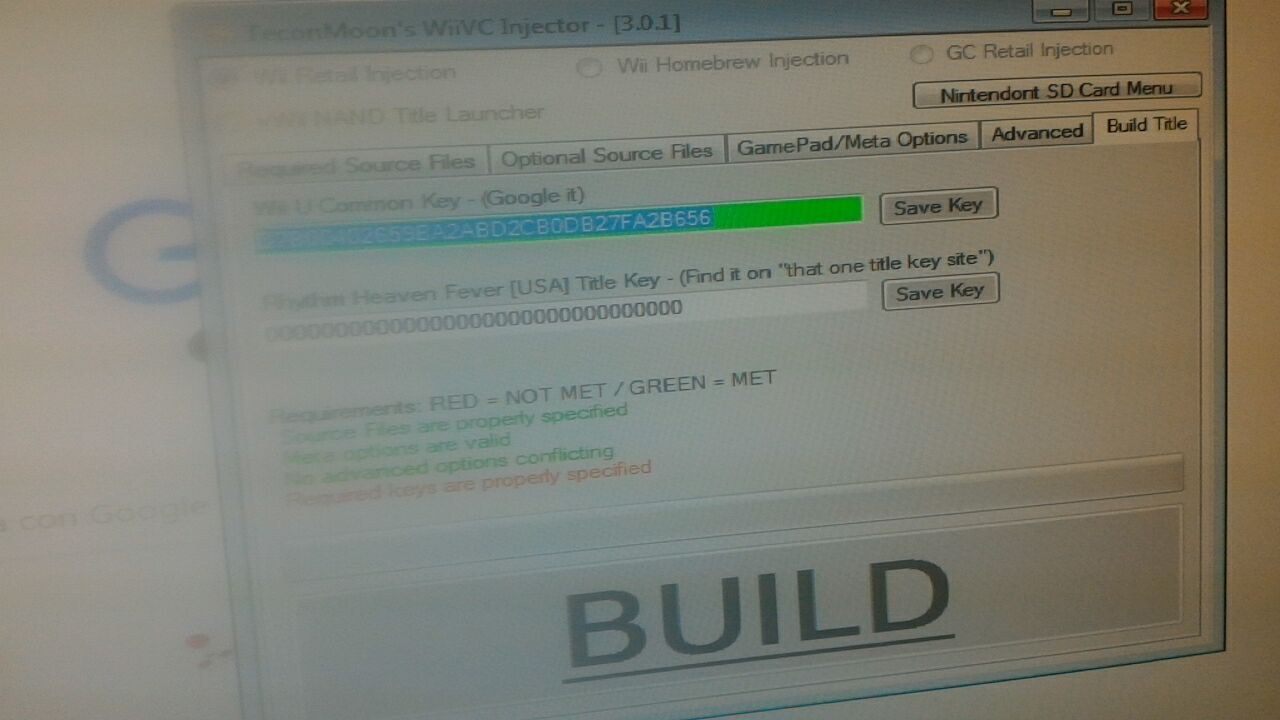 TeconMoon's WiiVC Injector - [3.0.1]
Wii Retail Injection
Wii Homebrew Injection
GC Retail Injection
NAND Title Launcher
Nintendont SD Card Menu
Required Source Files
Optional Source Files
GamePad/Meta Options
Advanced
Build Title
Wii U Common Key - (Google it)
Save Key
Rhythm Heaven Fever [USA] Title Key - (Find it on "that one title key site")
Save Key
Requirements: RED = NOT MET / GREEN = MET
Source Files are properly specified
Meta options are valid
No advanced options conflicting
Required keys are properly specified
con Google
BUILD